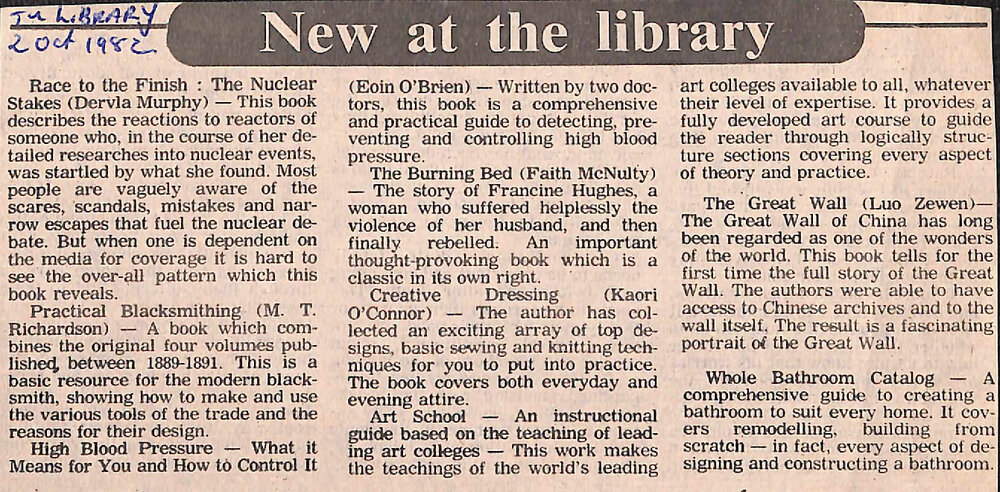 In LiBRARY
2 Oct 1982
New at the library
Race to the Finish : The Nuclear
Stakes (Dervla Murphy) — This book
describes the reactions to reactors of
someone who, in the course of her de-
tailed researches into nuclear events,
was startled by what she found. Most
people are vaguely aware of the
scares, scandals, mistakes and nar-
row escapes that fuel the nuclear de-
bate. But when one is dependent on
the media for coverage it is hard to
see the over-all pattern which this
book reveals.
Practical Blacksmithing (M. T.
Richardson) — A book which com-
bines the original four volumes pub-
lished, between 1889-1891. This is a
basic resource for the modern black-
smith, showing how to make and use
the various tools of the trade and the
reasons for their design.
High Blood Pressure — What it
Means for You and How to Control It
(Eoin O'Brien) — Written by two doc-
tors, this book is a comprehensive
and practical guide to detecting, pre-
venting and controlling high blood
pressure.
The Burning Bed (Faith McNulty)
— The story of Francine Hughes, a
woman who suffered helplessly the
violence of her husband, and then
finally rebelled. An important
thought-provoking book which is a
classic in its own right.
Creative Dressing (Kaori
O'Connor) — The author has col-
lected an exciting array of top de-
signs, basic sewing and knitting tech-
niques for you to put into practice.
The book covers both everyday and
evening attire.
Art School — An instructional
guide based on the teaching of lead-
ing art colleges — This work makes
the teachings of the world's leading
art colleges available to all, whatever
their level of expertise. It provides a
fully developed art course to guide
the reader through logically struc-
ture sections covering every aspect
of theory and practice.
The Great Wall (Luo Zewen)—
The Great Wall of China has long
been regarded as one of the wonders
of the world. This book tells for the
first time the full story of the Great
Wall. The authors were able to have
access to Chinese archives and to the
wall itself. The result is a fascinating
portrait of the Great Wall.
Whole Bathroom Catalog — A
comprehensive guide to creating a
bathroom to suit every home. It cov-
ers remodelling, building from
scratch — in fact, every aspect of de-
signing and constructing a bathroom.